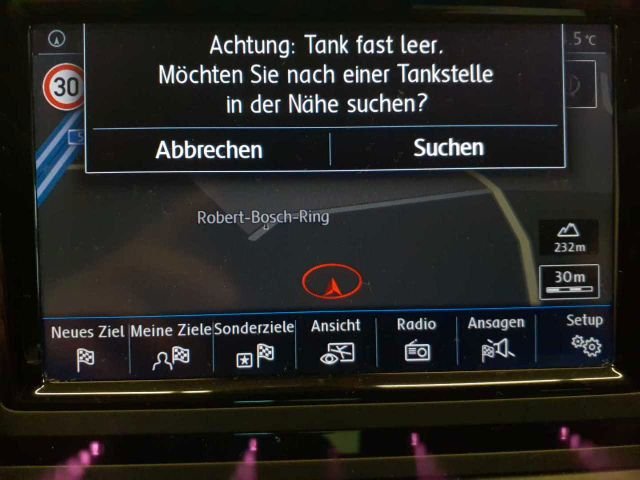 Achtung: Tank fast leer.
Möchten Sie nach einer Tankstelle
in der Nähe suchen?
Abbrechen
Suchen
5 °C
30
Robert-Bosch-Ring
232m
30m
Neues Ziel
Meine Ziele
Sonderziele
Ansicht
Radio
Ansagen
Setup